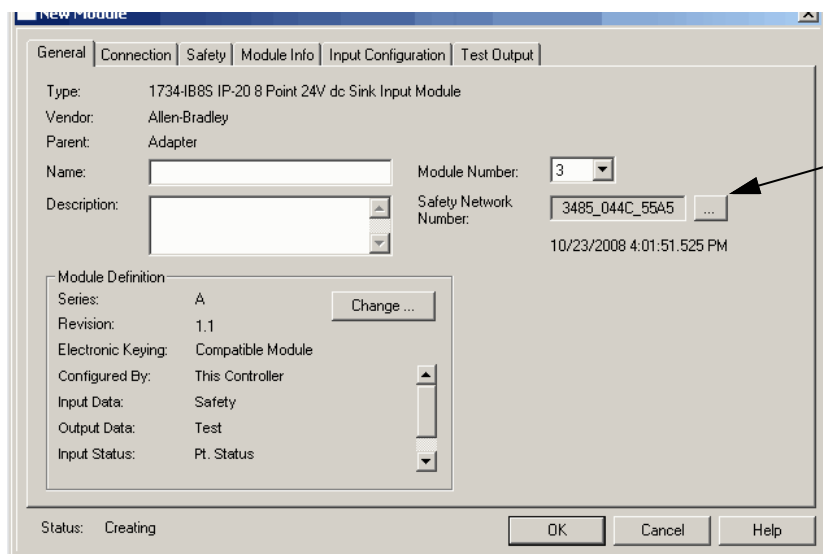 New Module
General Connection Safety Module Info Input Configuration Test Output
Type: 1734-IB8S IP-20 8 Point 24V dc Sink Input Module
Vendor: Allen-Bradley
Parent: Adapter
Name:
Module Number: 3
Description:
Safety Network Number: 3485_044C_55A5 ...
10/23/2008 4:01:51.525 PM
Module Definition
Series: A
Change ...
Revision: 1.1
Electronic Keying: Compatible Module
Configured By: This Controller
Input Data: Safety
Output Data: Test
Input Status: Pt. Status
Status: Creating
OK Cancel Help